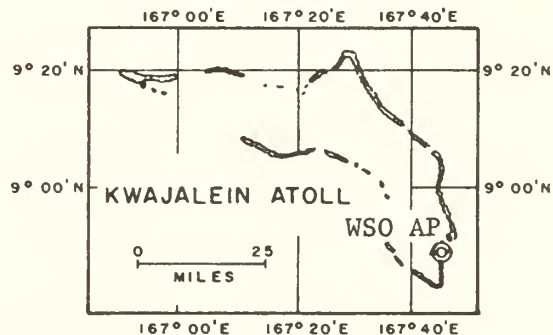 167° 00'E 167° 20'E 167° 40'E
9° 20' N 9° 20' N
9° 00' N 9° 00' N
KWAJALEIN ATOLL
WSO AP
0 25
MILES
167° 00'E 167° 20'E 167° 40'E